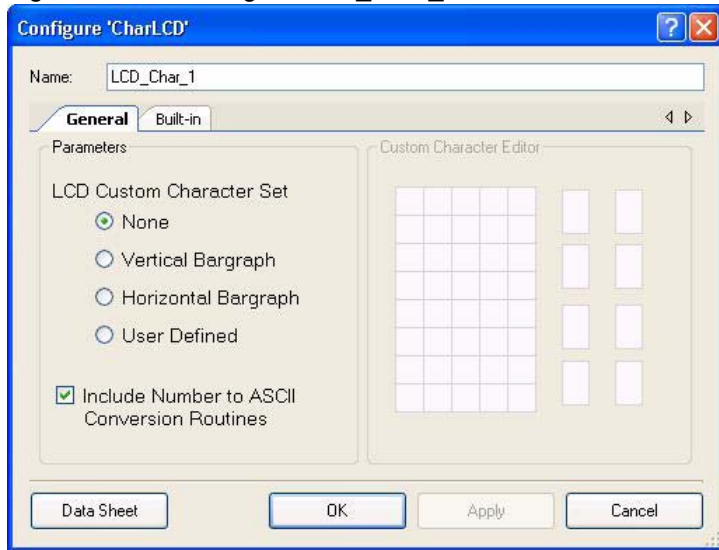 Configure 'CharLCD'
Name: LCD_Char_1
General Built-in
Parameters
LCD Custom Character Set
None
Vertical Bargraph
Horizontal Bargraph
User Defined
Include Number to ASCII
Conversion Routines
Custom Character Editor
Data Sheet OK Apply Cancel